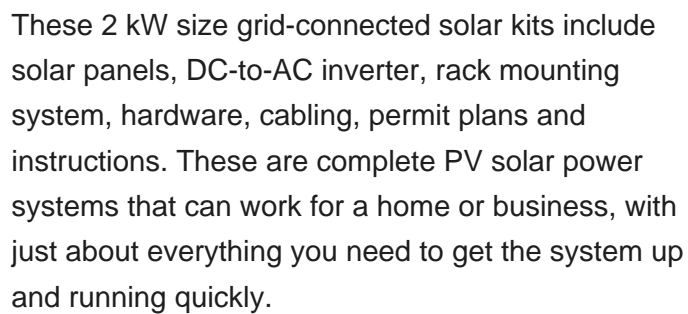 These 2 kW size grid-connected solar kits include
solar panels, DC-to-AC inverter, rack mounting
system, hardware, cabling, permit plans and
instructions. These are complete PV solar power
systems that can work for a home or business, with
just about everything you need to get the system up
and running quickly.